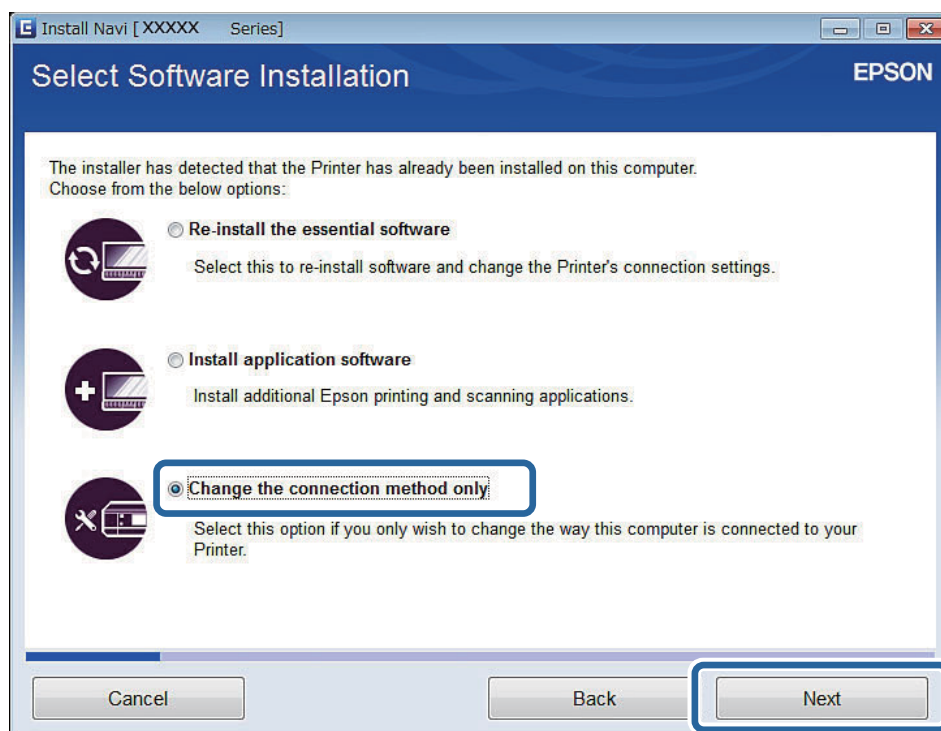 Install Navi [ XXXXX Series]
Select Software Installation
EPSON
The installer has detected that the Printer has already been installed on this computer.
Choose from the below options:
Re-install the essential software
Select this to re-install software and change the Printer's connection settings.
Install application software
Install additional Epson printing and scanning applications.
Change the connection method only
Select this option if you only wish to change the way this computer is connected to your
Printer.
Cancel
Back
Next